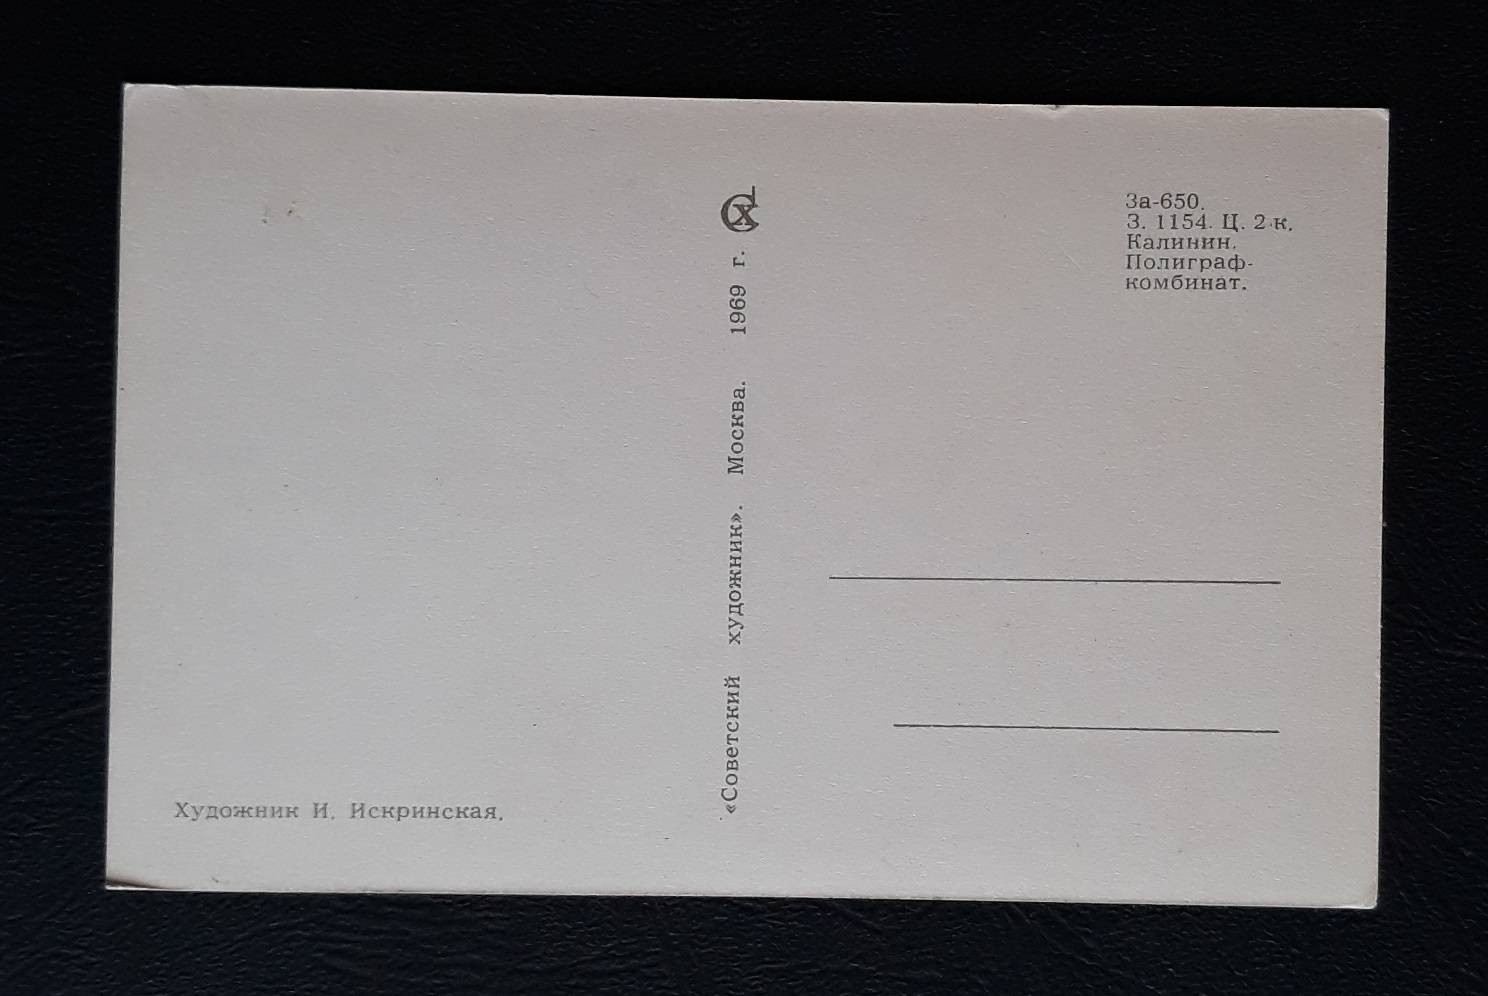 Художник И. Искринская.
«Советский художник». Москва. 1969 г.
СХ
За-650.
З. 1154. Ц. 2 к.
Калинин.
Полиграф-
комбинат.